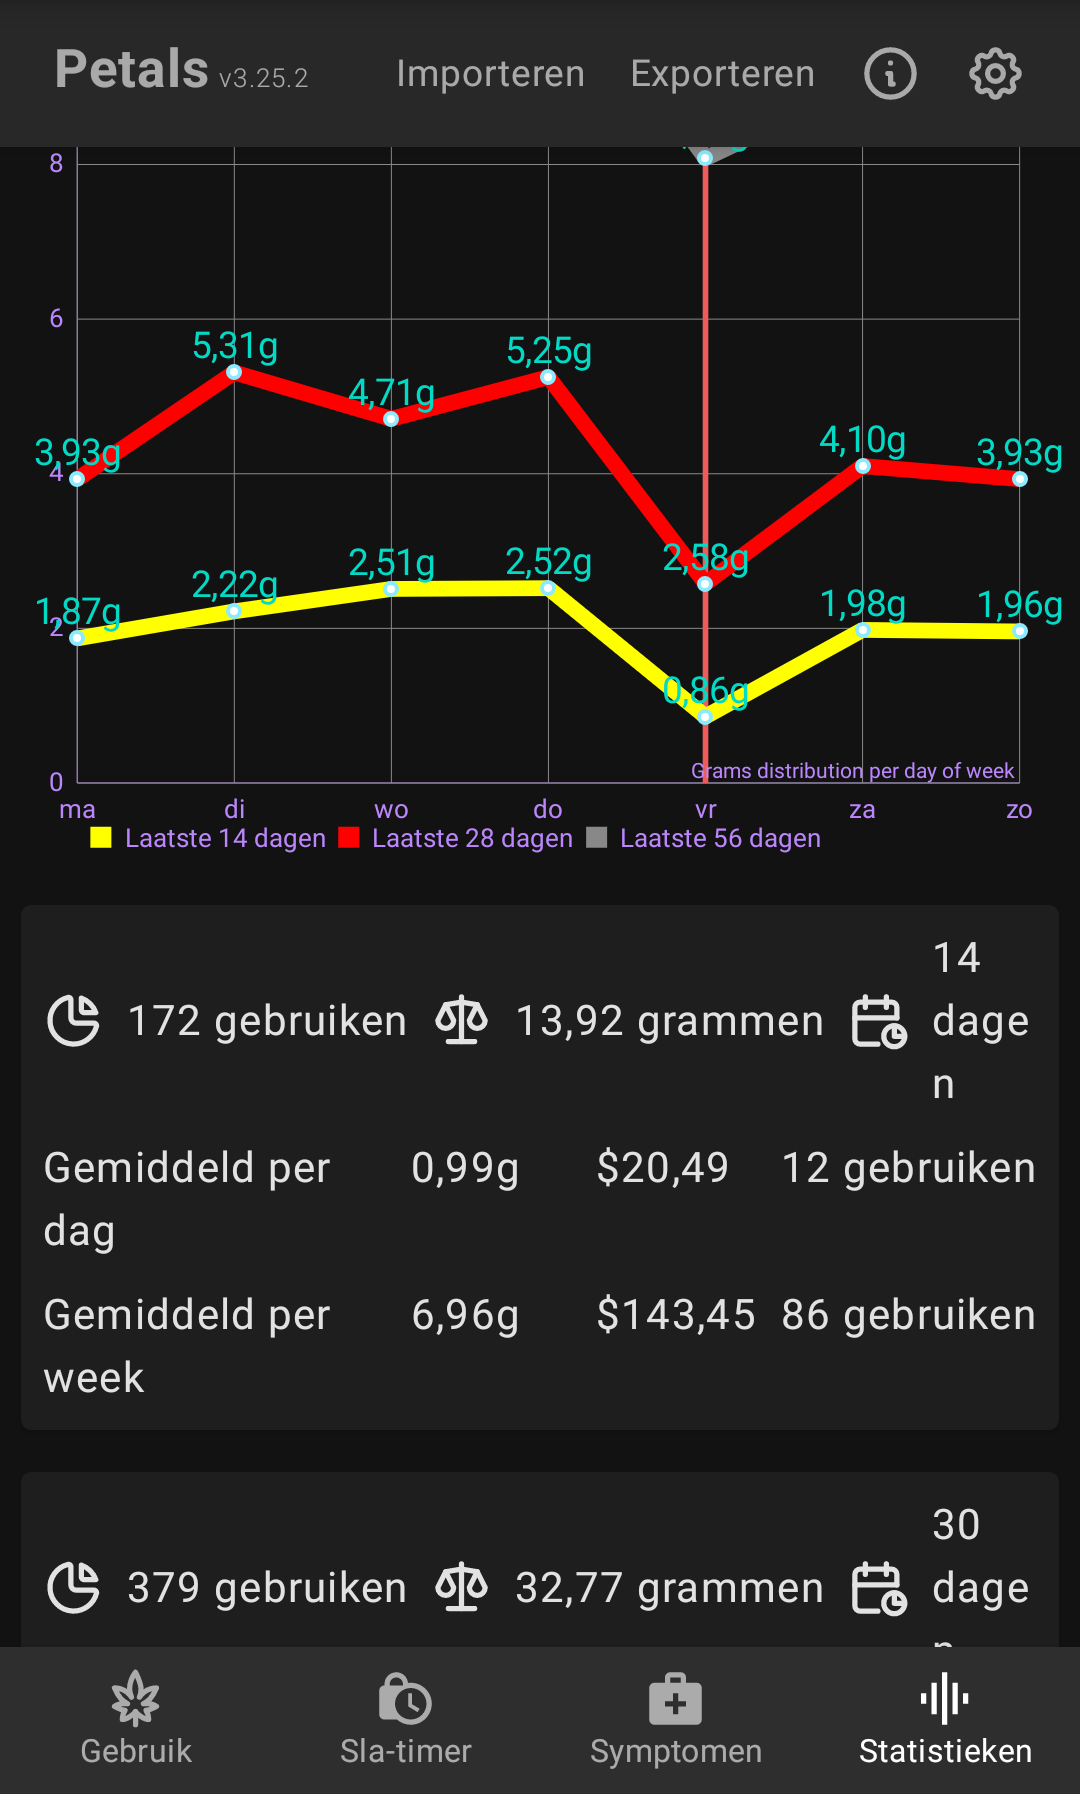 Petals v3.25.2 Importeren Exporteren
8
6
5,31g 5,25g
4,71g
4,10g
3,93g 3,93g
4
2,58g
2,51g 2,52g
2,22g
1,98g 1,96g
1,87g
2
0,86g
Grams distribution per day of week
0
ma di wo do vr za zo
Laatste 14 dagen Laatste 28 dagen Laatste 56 dagen
172 gebruiken 13,92 grammen 14
dage
n
Gemiddeld per
dag 0,99g $20,49 12 gebruiken
Gemiddeld per
week 6,96g $143,45 86 gebruiken
379 gebruiken 32,77 grammen 30
dage
n
Gebruik Sla-timer Symptomen Statistieken